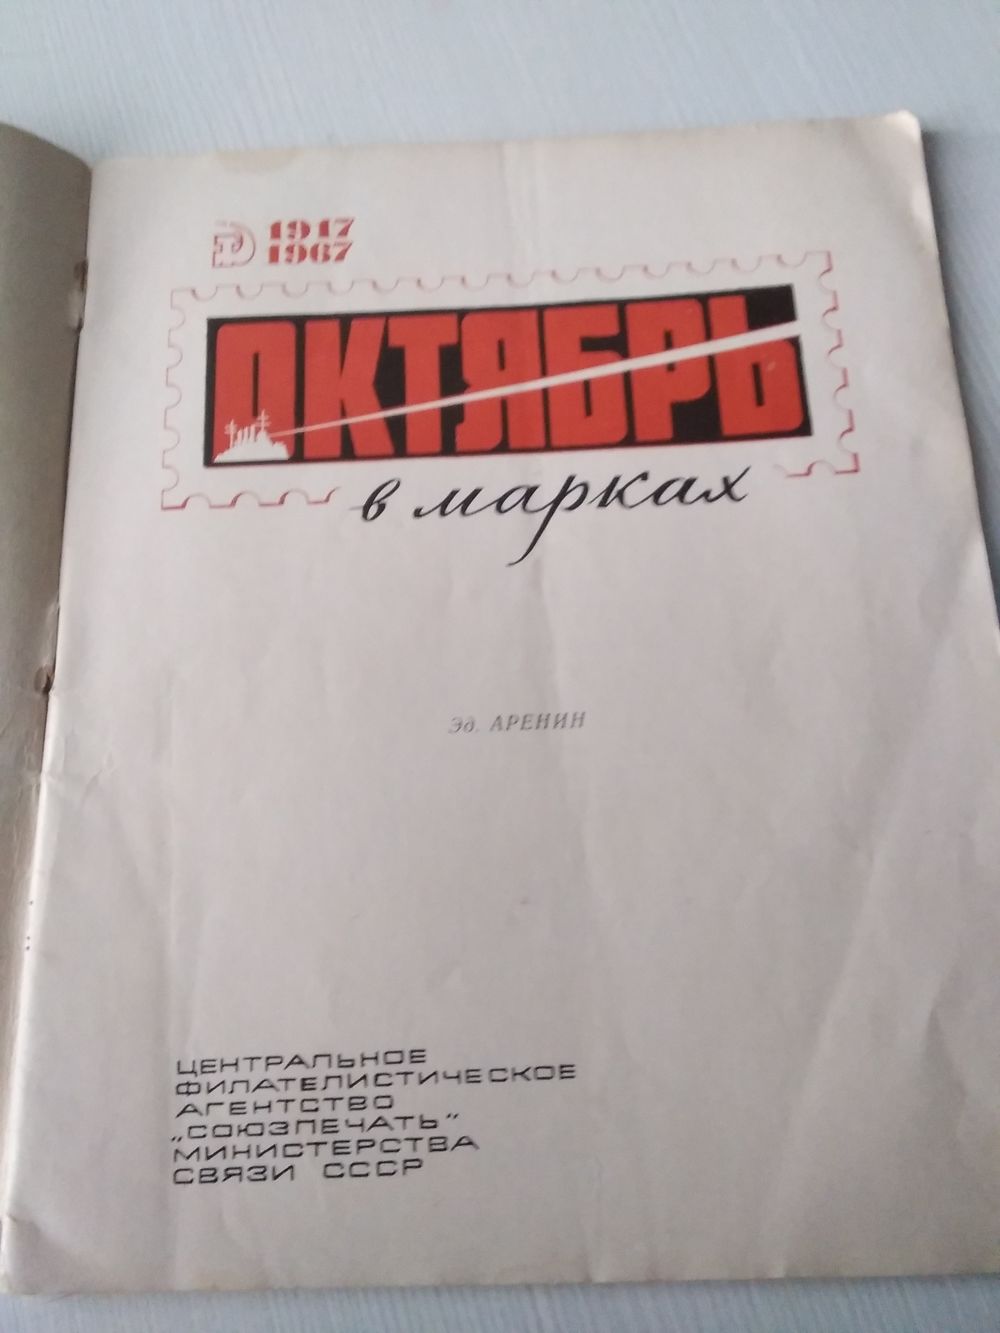 1917
1967
ОКТЯБРЬ
в марках
Эд. АРЕНИН
ЦЕНТРАЛЬНОЕ
ФИЛАТЕЛИСТИЧЕСКОЕ
АГЕНТСТВО
„СОЮЗПЕЧАТЬ“
МИНИСТЕРСТВА
СВЯЗИ СССР